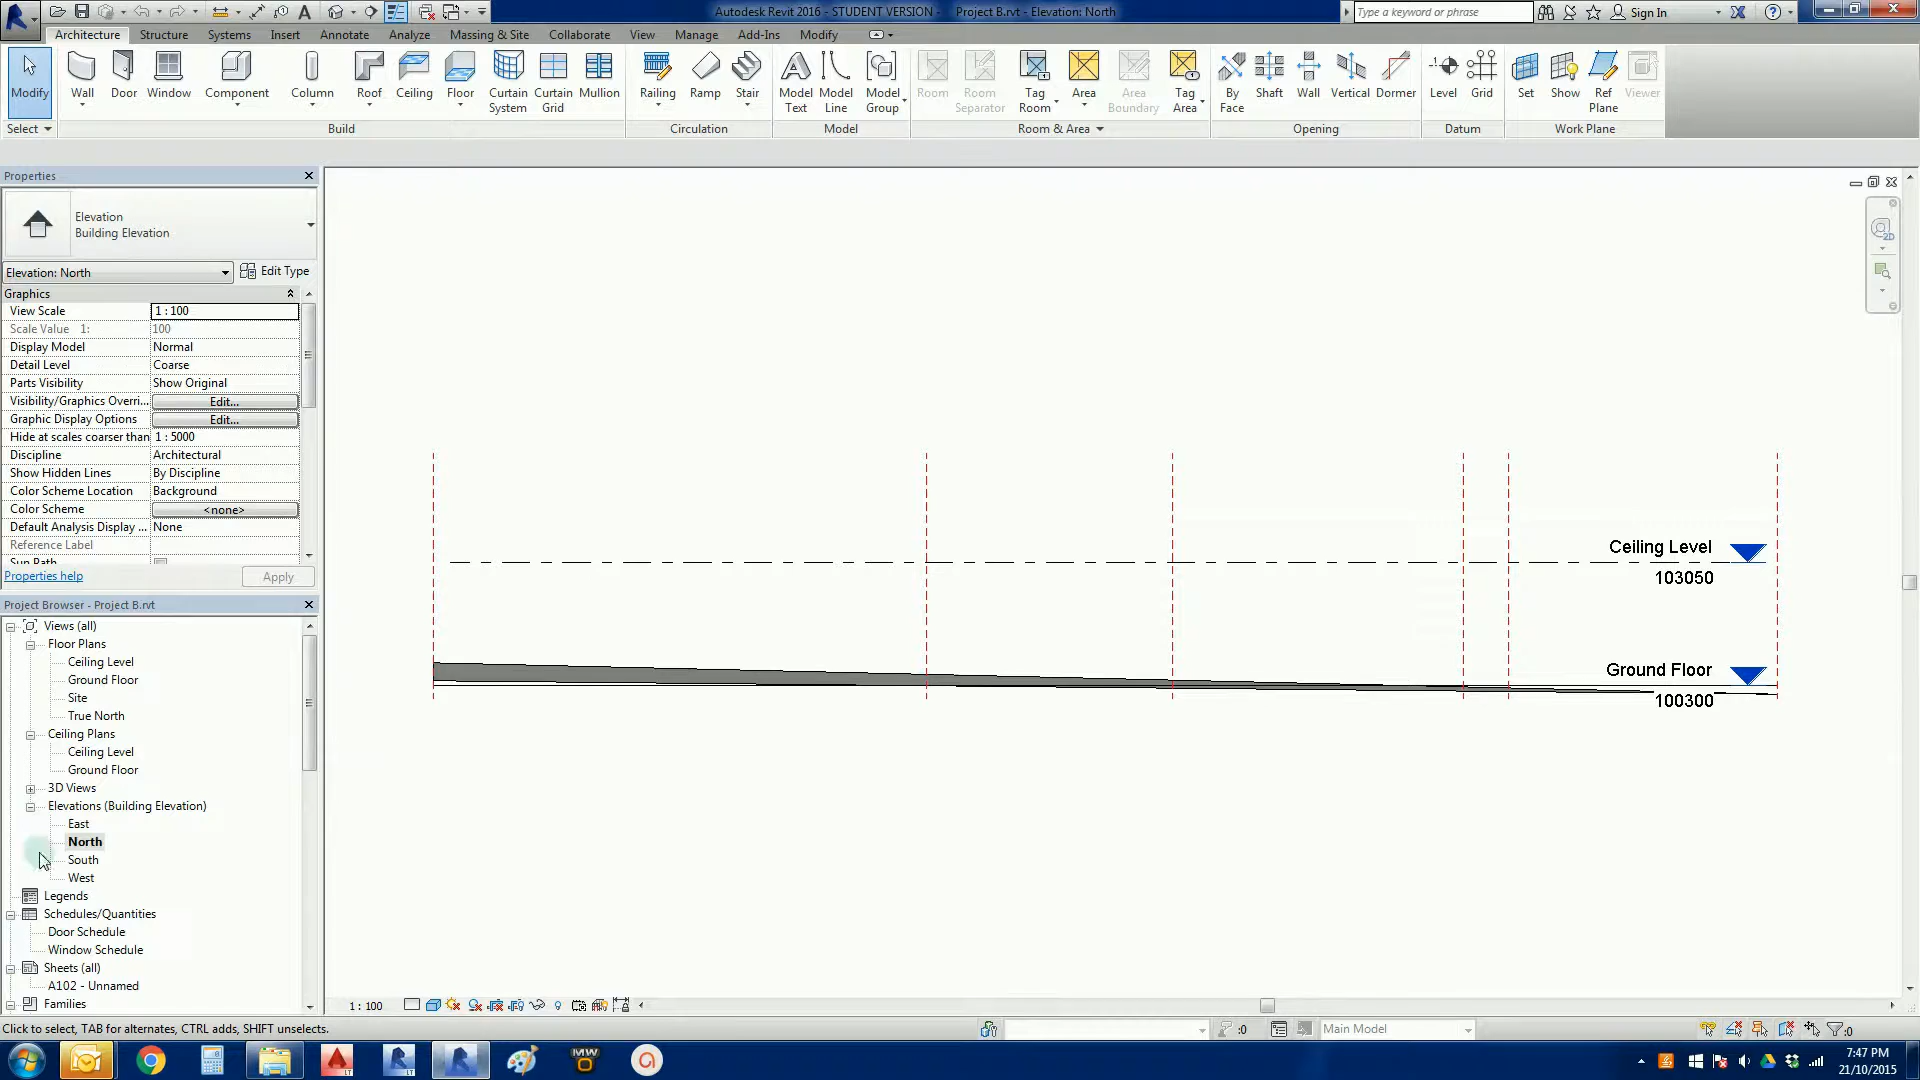 Autodesk Revit 2016 - STUDENT VERSION - Project B.rvt - Elevation: North
Type a keyword or phrase
Sign In
Architecture Structure Systems Insert Annotate Analyze Massing & Site Collaborate View Manage Add-Ins Modify
Modify Wall Door Window Component Column Roof Ceiling Floor Curtain System Curtain Grid Mullion Railing Ramp Stair Model Text Model Line Model Group Room Room Separator Tag Room Area Area Boundary Tag Area By Face Shaft Wall Vertical Dormer Level Grid Set Show Ref Plane Viewer
Select Build Circulation Model Room & Area Opening Datum Work Plane
Properties
Elevation
Building Elevation
Elevation: North Edit Type
Graphics
View Scale 1 : 100
Scale Value 1: 100
Display Model Normal
Detail Level Coarse
Parts Visibility Show Original
Visibility/Graphics Overri... Edit...
Graphic Display Options Edit...
Hide at scales coarser than 1 : 5000
Discipline Architectural
Show Hidden Lines By Discipline
Color Scheme Location Background
Color Scheme <none>
Default Analysis Display ... None
Reference Label
Sun Path
Properties help Apply
Project Browser - Project B.rvt
Views (all)
Floor Plans
Ceiling Level
Ground Floor
Site
True North
Ceiling Plans
Ceiling Level
Ground Floor
3D Views
Elevations (Building Elevation)
East
North
South
West
Legends
Schedules/Quantities
Door Schedule
Window Schedule
Sheets (all)
A102 - Unnamed
Families
Ceiling Level
103050
Ground Floor
100300
1 : 100
Click to select, TAB for alternates, CTRL adds, SHIFT unselects.
:0
Main Model
:0
7:47 PM
21/10/2015